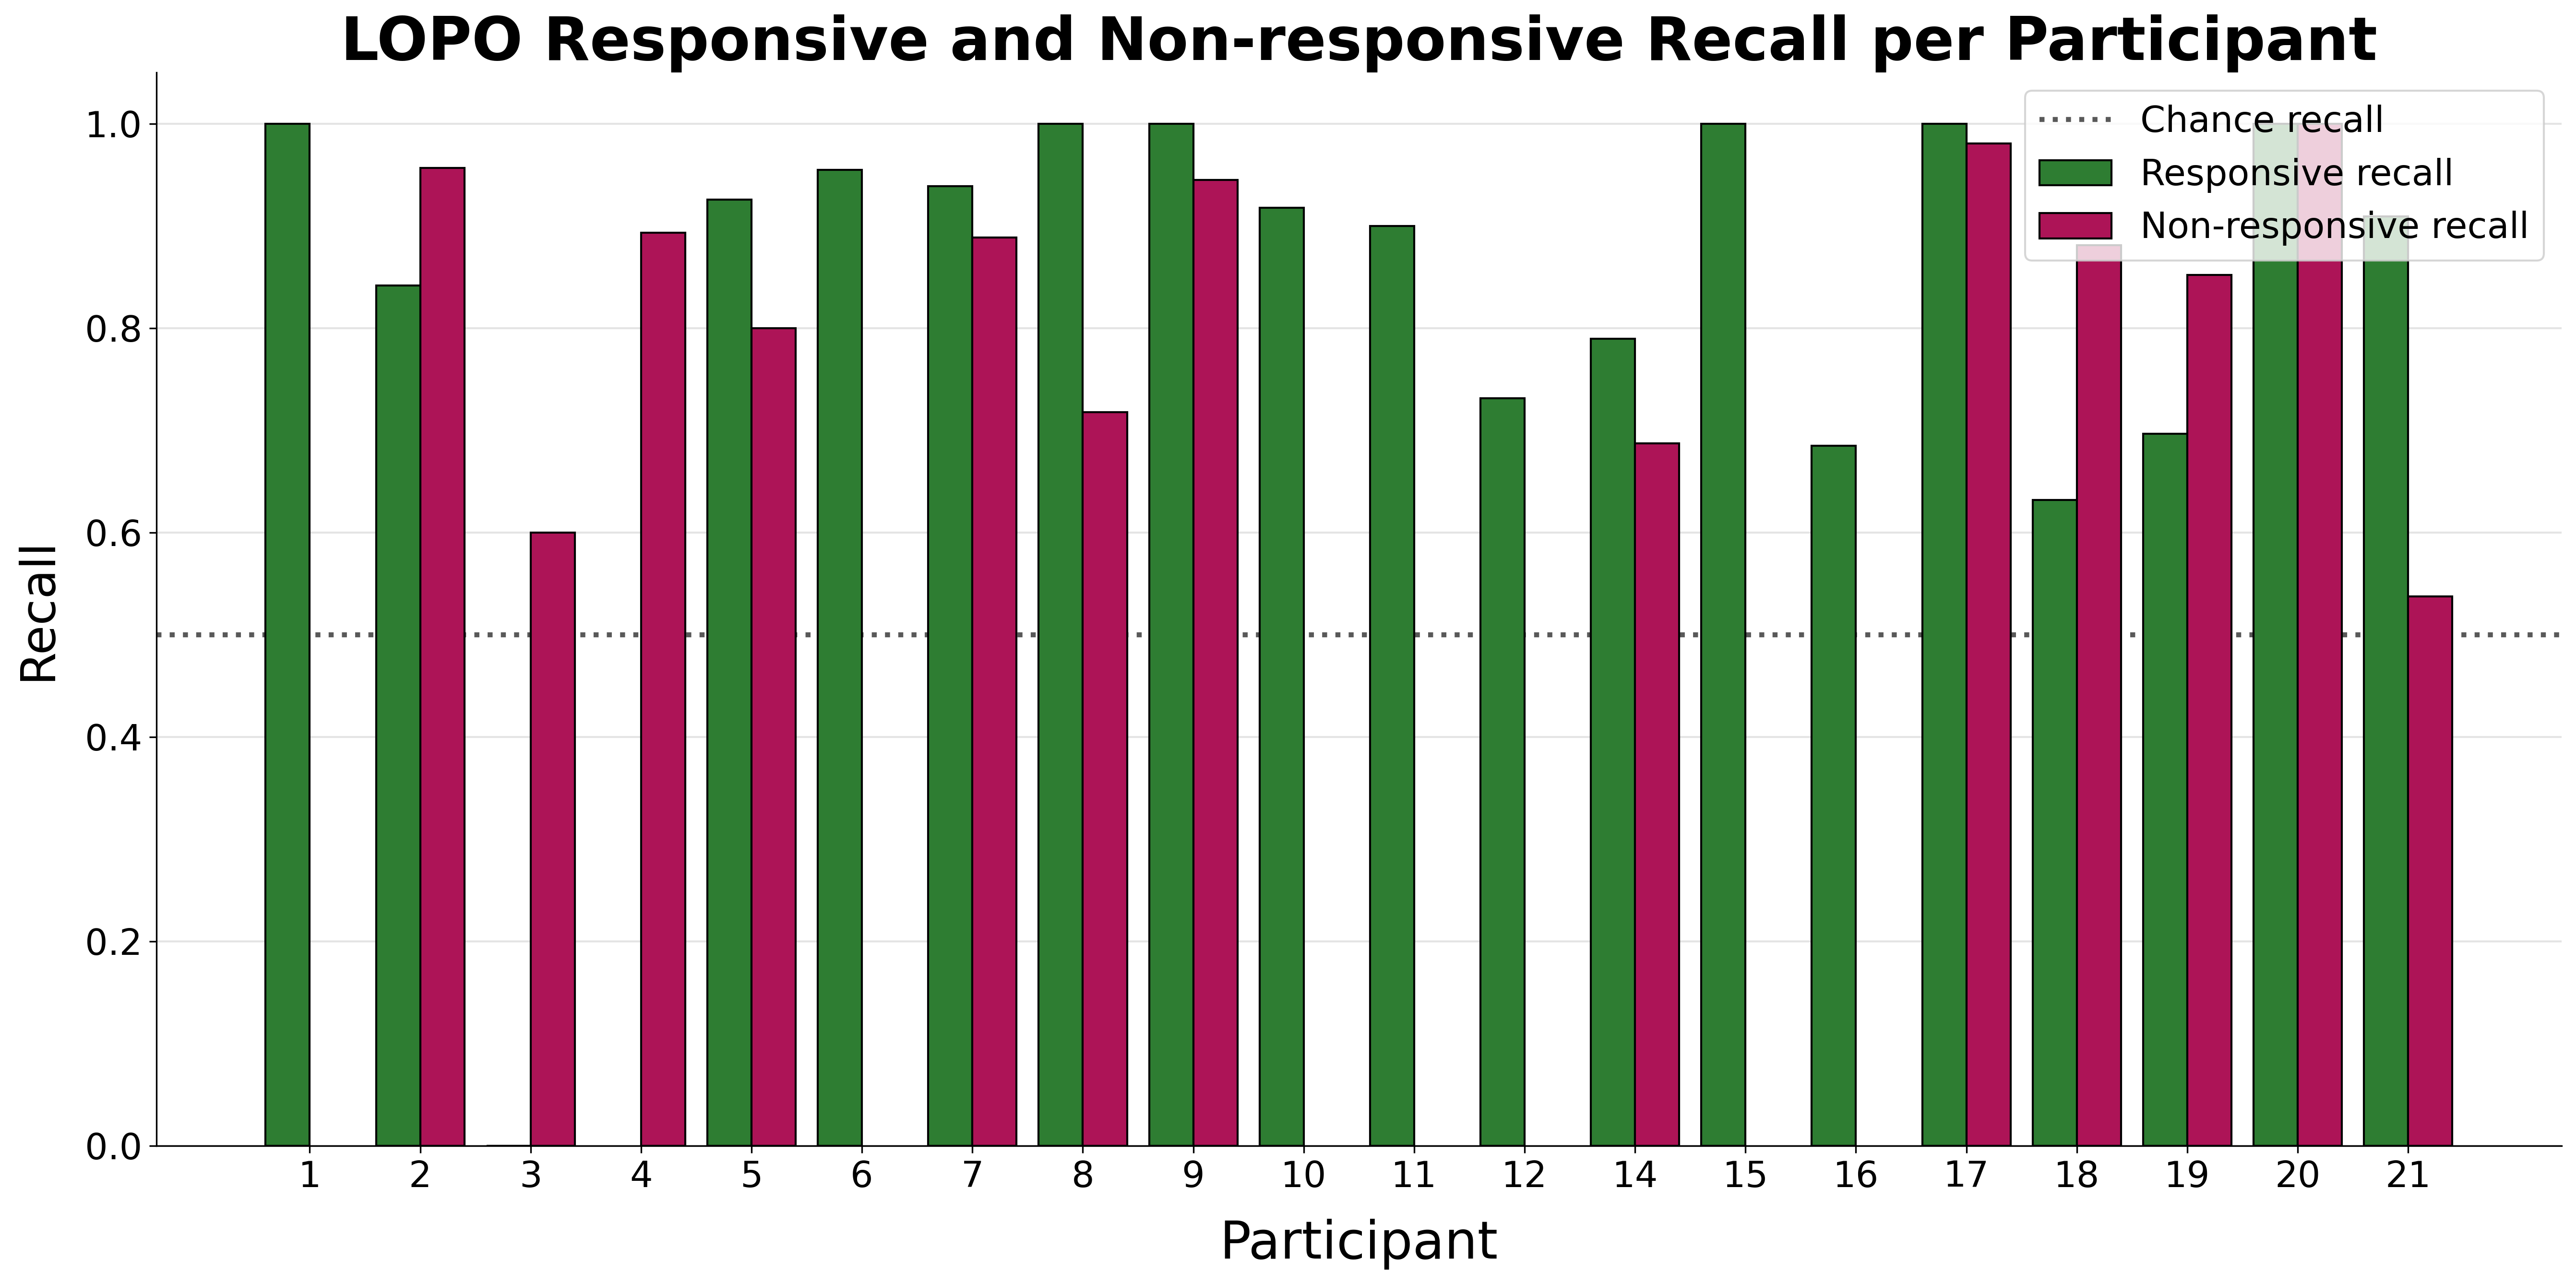 LOPO Responsive and Non-responsive Recall per Participant
Chance recall
Responsive recall
Non-responsive recall
1.0
0.8
0.6
0.4
0.2
0.0
Recall
1 2 3 4 5 6 7 8 9 10 11 12 14 15 16 17 18 19 20 21
Participant